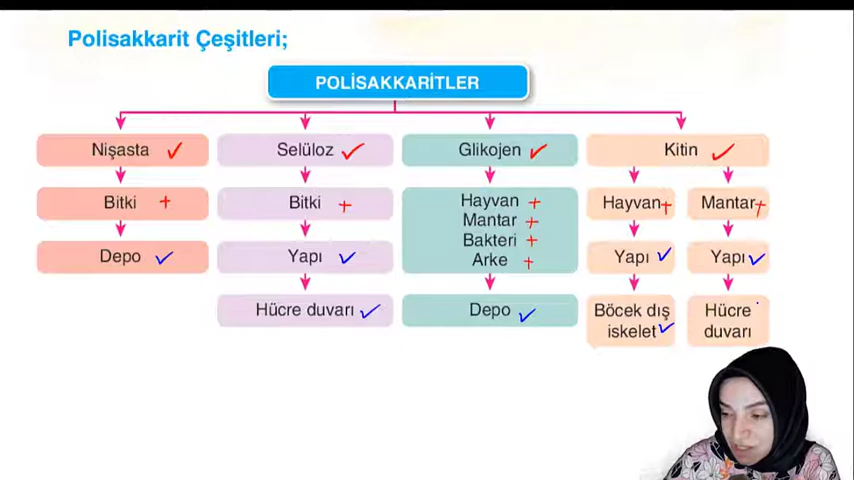 Polisakkarit Çeşitleri;
POLİSAKKARİTLER
Nişasta
Selüloz
Glikojen
Kitin
Bitki
Bitki
Hayvan
Mantar
Bakteri
Arke
Hayvan
Mantar
Depo
Yapı
Yapı
Yapı
Hücre duvarı
Depo
Böcek dış
iskelet
Hücre
duvarı